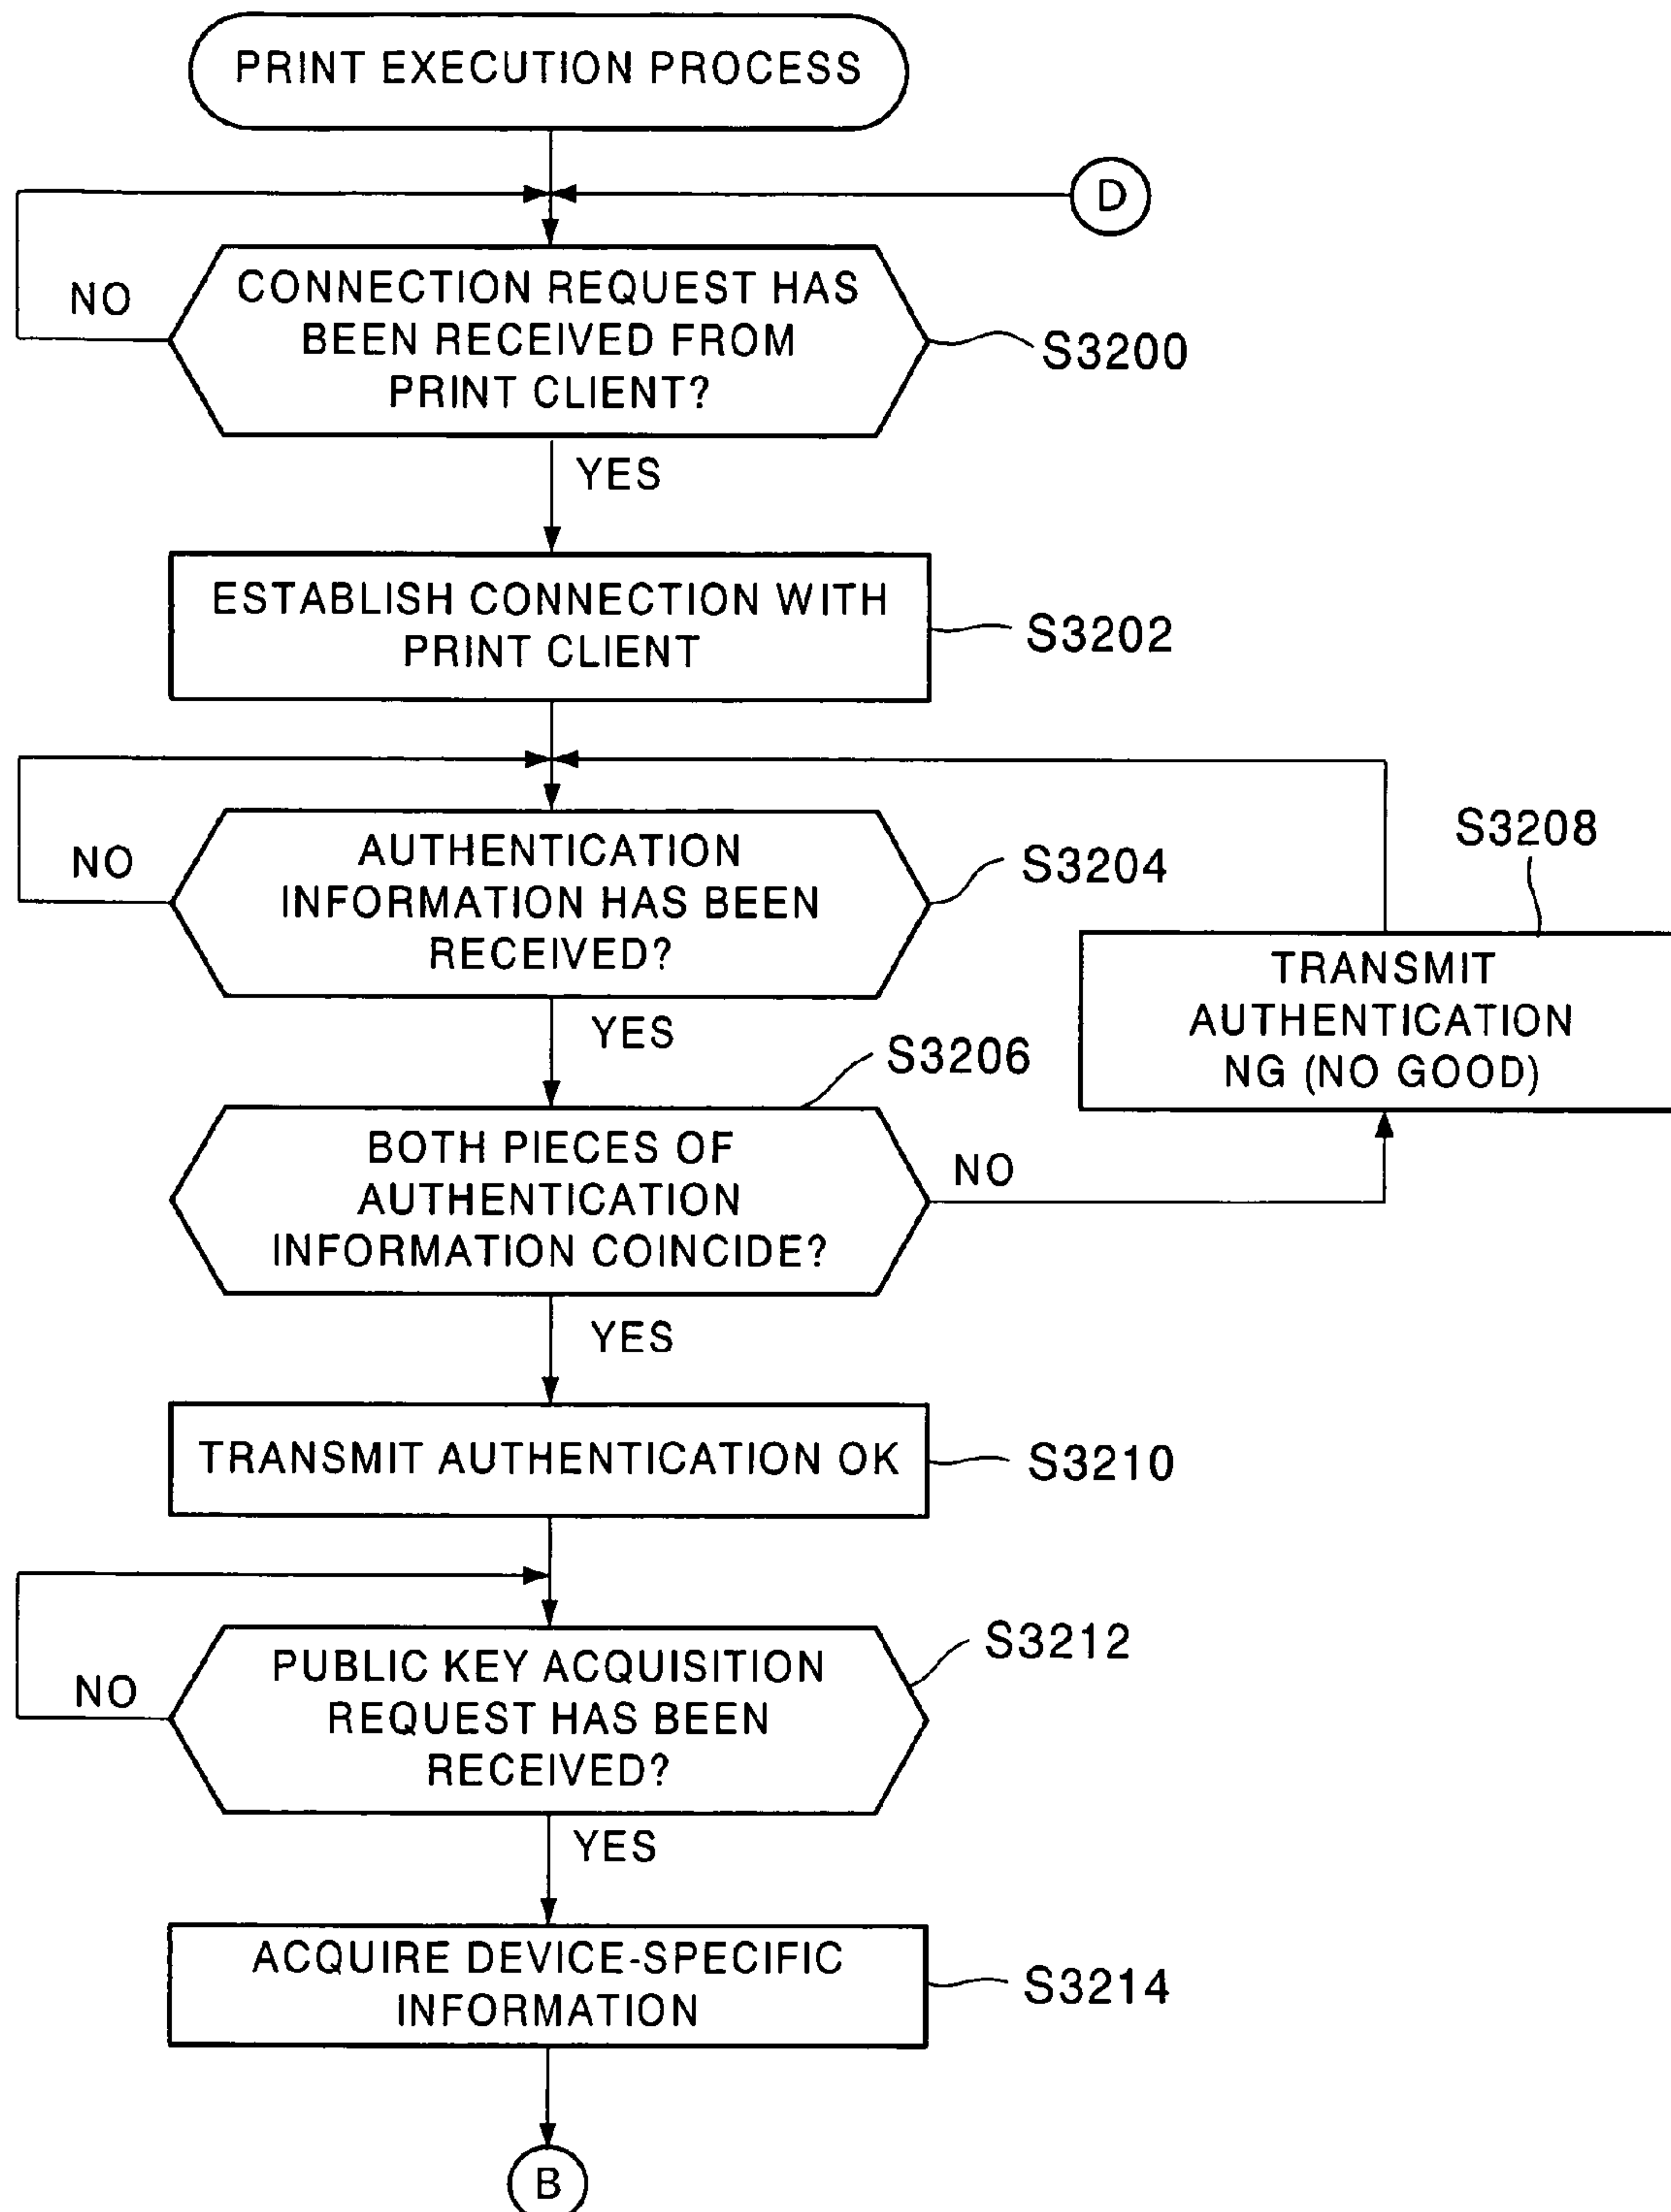 PRINT EXECUTION PROCESS
D
NO
CONNECTION REQUEST HAS
BEEN RECEIVED FROM
PRINT CLIENT?
S3200
YES
ESTABLISH CONNECTION WITH
PRINT CLIENT
S3202
NO
AUTHENTICATION
INFORMATION HAS BEEN
RECEIVED?
S3204
S3208
TRANSMIT
AUTHENTICATION
NG (NO GOOD)
YES
S3206
BOTH PIECES OF
AUTHENTICATION
INFORMATION COINCIDE?
NO
YES
TRANSMIT AUTHENTICATION OK
S3210
NO
PUBLIC KEY ACQUISITION
REQUEST HAS BEEN
RECEIVED?
S3212
YES
ACQUIRE DEVICE-SPECIFIC
INFORMATION
S3214
B